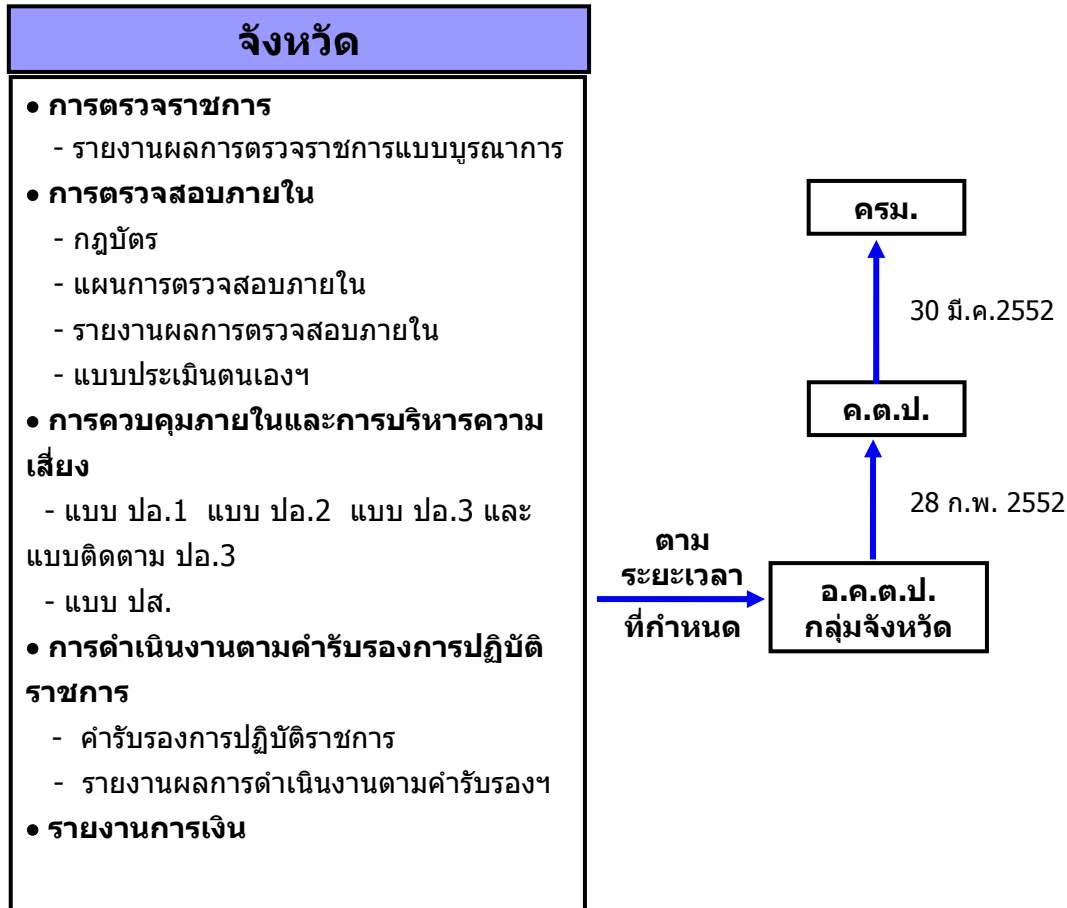 จังหวัด
• การตรวจราชการ
- รายงานผลการตรวจราชการแบบบูรณาการ
• การตรวจสอบภายใน
- กฎบัตร
- แผนการตรวจสอบภายใน
- รายงานผลการตรวจสอบภายใน
- แบบประเมินตนเองฯ
• การควบคุมภายในและการบริหารความ
เสี่ยง
- แบบ ปอ.1 แบบ ปอ.2 แบบ ปอ.3 และ
แบบติดตาม ปอ.3
- แบบ ปส.
• การดำเนินงานตามคำรับรองการปฏิบัติ
ราชการ
- คำรับรองการปฏิบัติราชการ
- รายงานผลการดำเนินงานตามคำรับรองฯ
• รายงานการเงิน
ตาม
ระยะเวลา
ที่กำหนด
ครม.
30 มี.ค.2552
ค.ต.ป.
28 ก.พ. 2552
อ.ค.ต.ป.
กลุ่มจังหวัด